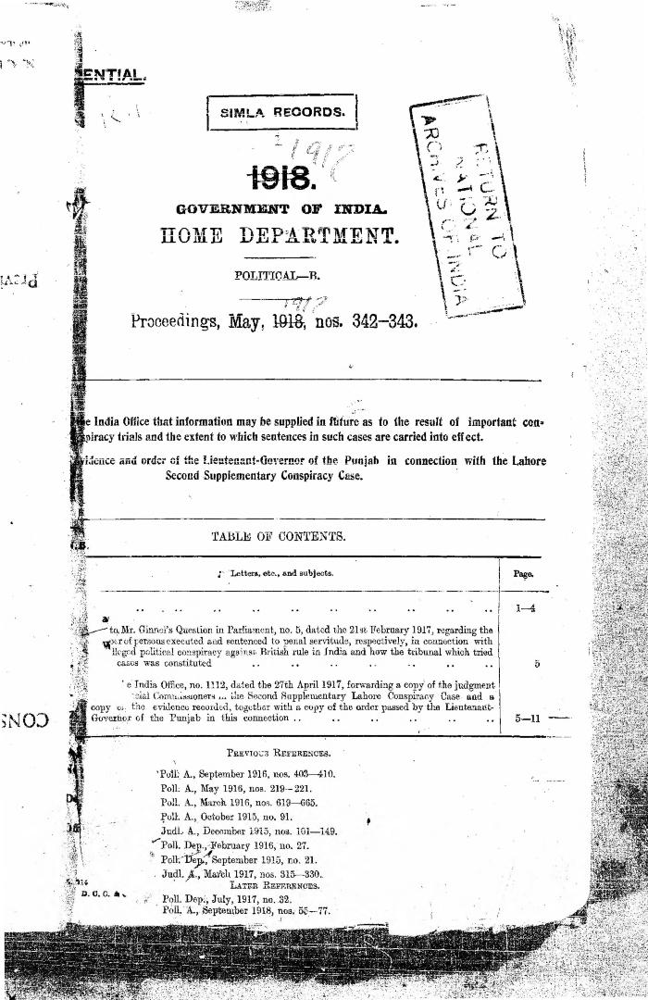 ENTIAL.
SIMLA RECORDS.
RETURN TO
NATIONAL
ARCHIVES OF INDIA
1917
1918.
GOVERNMENT OF INDIA.
HOME DEPARTMENT.
POLITICAL—B.
1917
Proceedings, May, 1918, nos. 342—343.
e India Office that information may be supplied in future as to the result of important con-
piracy trials and the extent to which sentences in such cases are carried into effect.
vidence and order of the Lieutenant-Governor of the Punjab in connection with the Lahore
Second Supplementary Conspiracy Case.
TABLE OF CONTENTS.
Letters, etc., and subjects. Page.
.. .. .. .. .. .. .. .. .. .. 1—4
to Mr. Ginnel's Question in Parliament, no. 5, dated the 21st February 1917, regarding the
er of persons executed and sentenced to penal servitude, respectively, in connection with
lleged political conspiracy against British rule in India and how the tribunal which tried
cases was constituted .. .. .. .. .. .. .. 5
e India Office, no. 1112, dated the 27th April 1917, forwarding a copy of the judgment
cial Commissioners ... the Second Supplementary Lahore Conspiracy Case and a
copy of the evidence recorded, together with a copy of the order passed by the Lieutenant-
Governor of the Punjab in this connection .. .. .. .. .. .. 5—11
PREVIOUS REFERENCES.
Poll. A., September 1916, nos. 403—410.
Poll. A., May 1916, nos. 219—221.
Poll. A., March 1916, nos. 619—665.
Poll. A., October 1915, no. 91.
Judl. A., December 1915, nos. 101—149.
Poll. Dep., February 1916, no. 27.
Poll. Dep., September 1915, no. 21.
Judl. A., March 1917, nos. 315—330.
LATER REFERENCES.
D. C. C.
Poll. Dep., July, 1917, no. 32.
Poll. A., September 1918, nos. 55—77.